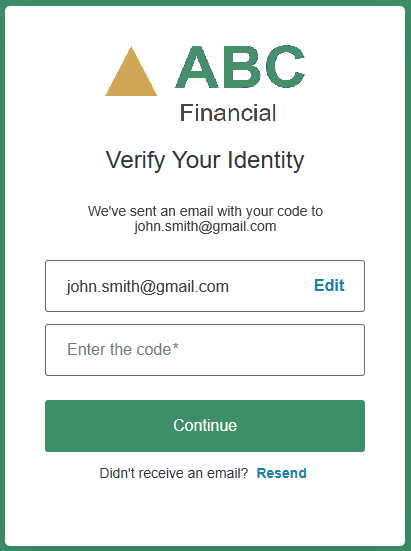 ABC
Financial
Verify Your Identity
We've sent an email with your code to
john.smith@gmail.com
john.smith@gmail.com Edit
Enter the code*
Continue
Didn't receive an email? Resend